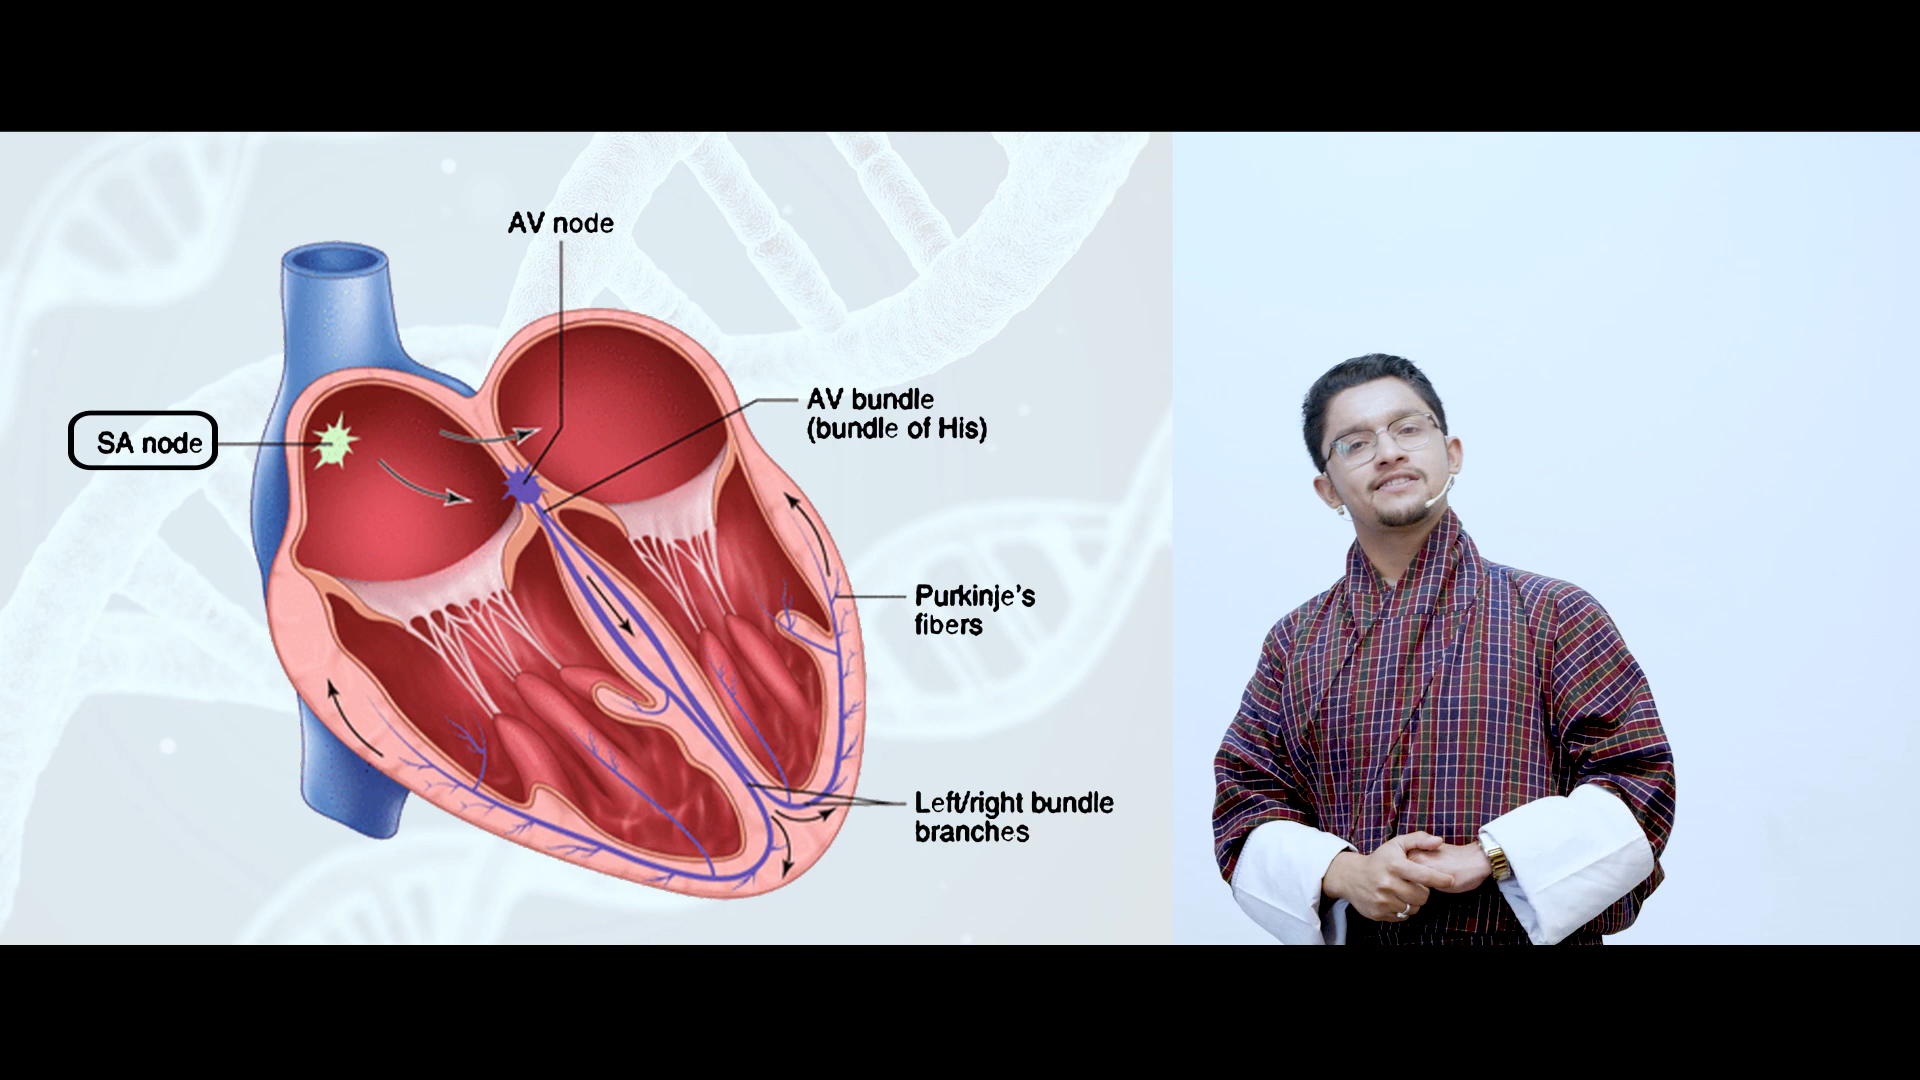 AV node
SA node
AV bundle
(bundle of His)
Purkinje's
fibers
Left/right bundle
branches